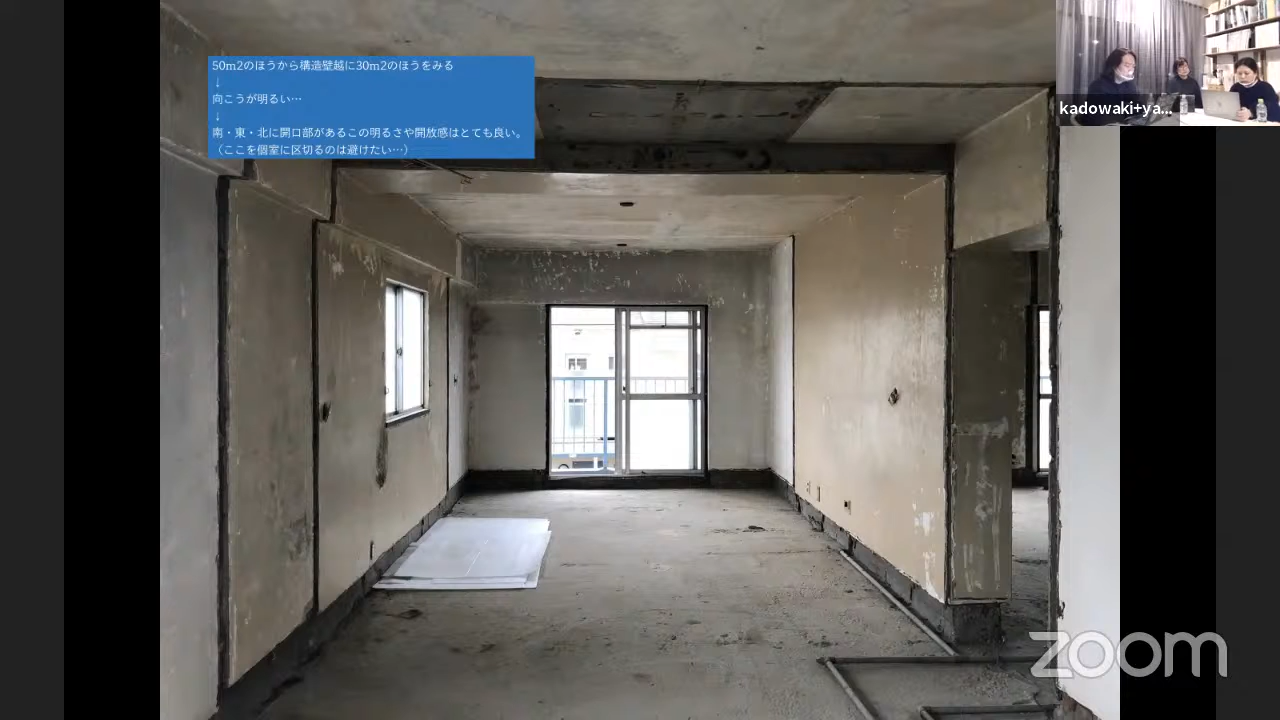 50m2のほうから構造壁越に30m2のほうをみる
↓
向こうが明るい…
↓
南・東・北に開口部があるこの明るさや開放感はとても良い。
（ここを個室に区切るのは避けたい…）
kadowaki+ya...
zoom